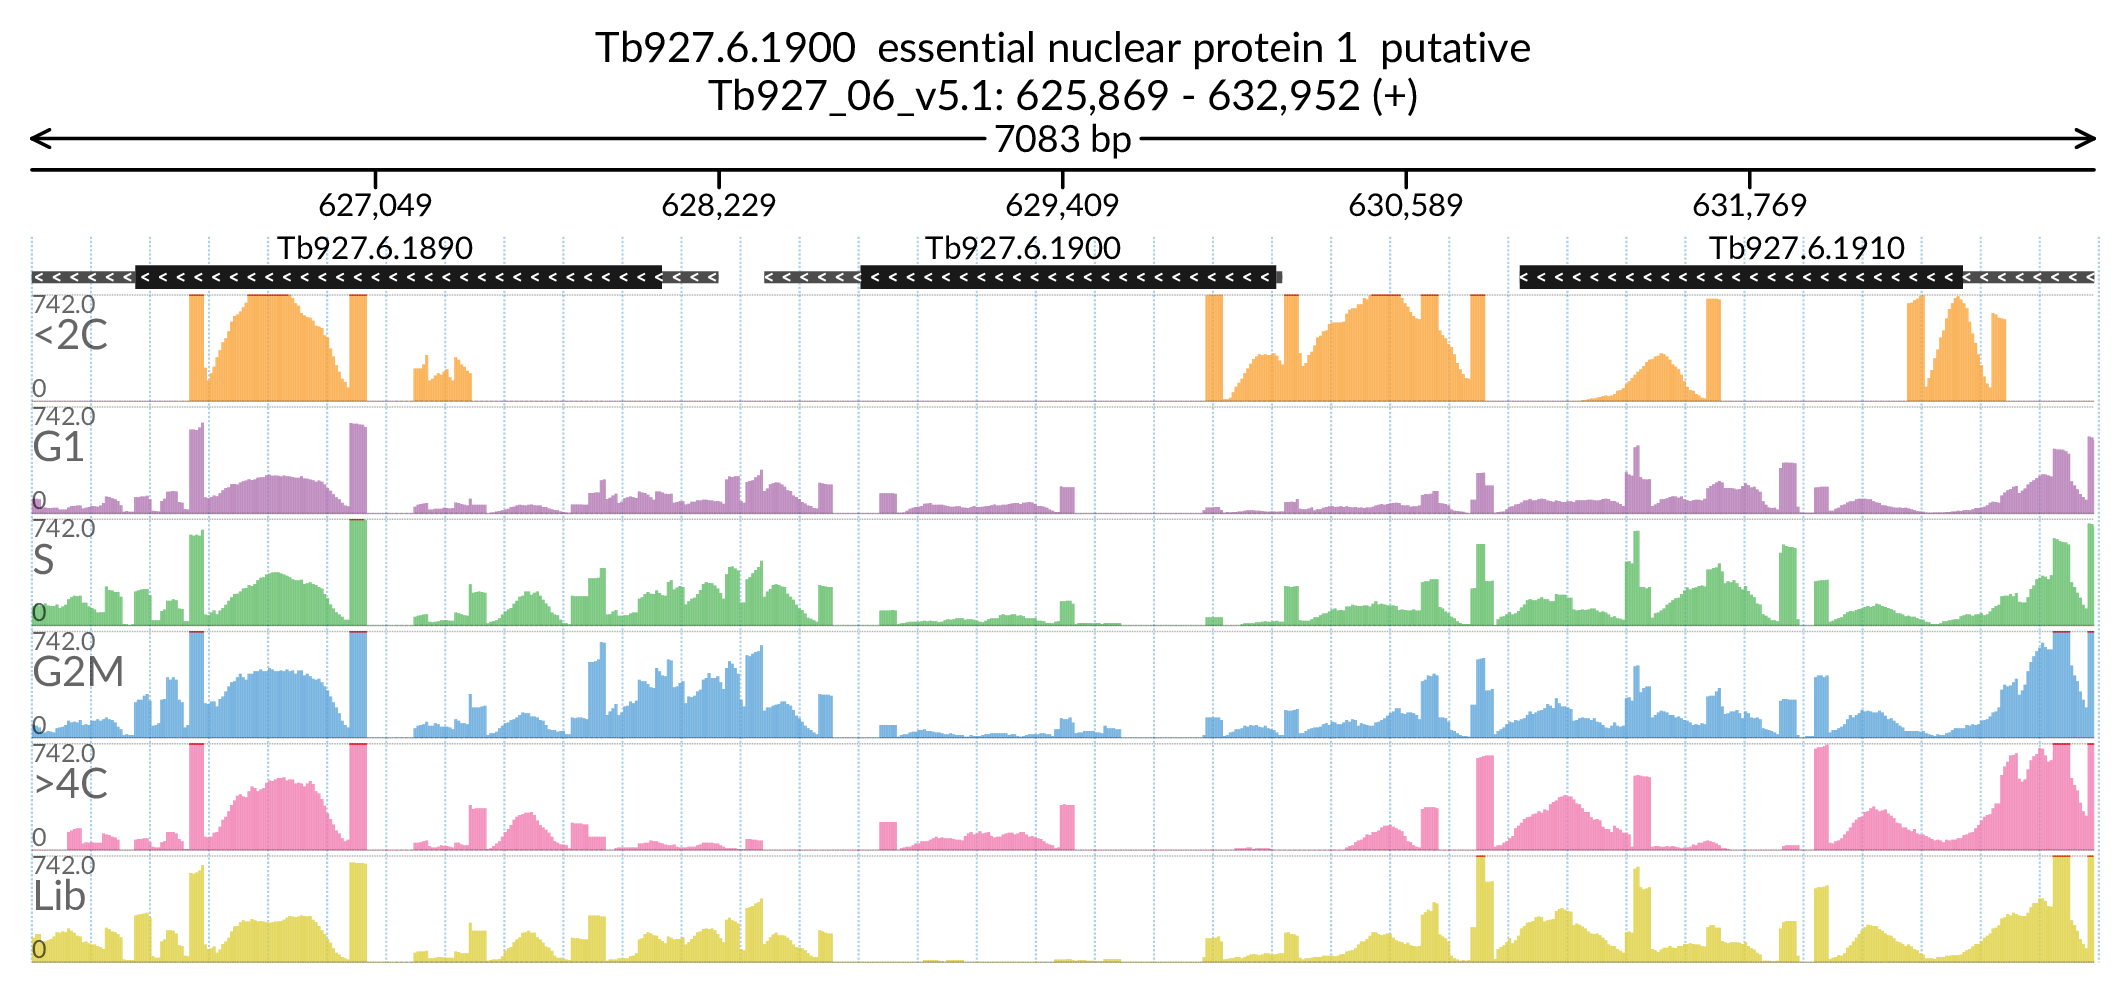 Tb927.6.1900  essential nuclear protein 1  putative
Tb927_06_v5.1: 625,869 - 632,952 (+)
7083 bp
627,049 628,229 629,409 630,589 631,769
Tb927.6.1890 Tb927.6.1900 Tb927.6.1910
742.0
<2C
0
742.0
G1
0
742.0
S
0
742.0
G2M
0
742.0
>4C
0
742.0
Lib
0